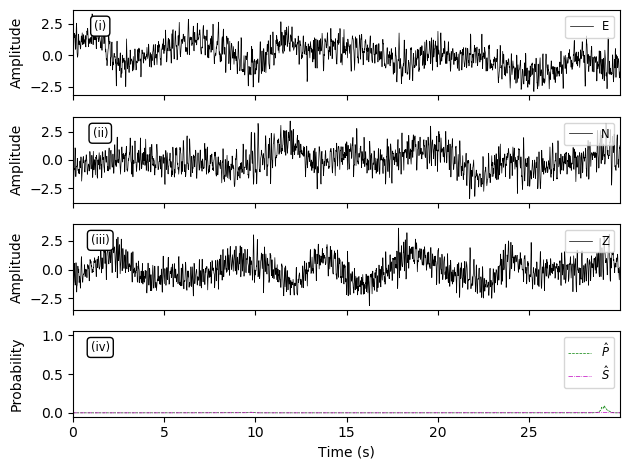 (i)
E
2.5
0.0
−2.5
Amplitude
(ii)
N
2.5
0.0
−2.5
Amplitude
(iii)
Z
2.5
0.0
−2.5
Amplitude
(iv)
P̂
Ŝ
1.0
0.5
0.0
Probability
0 5 10 15 20 25
Time (s)